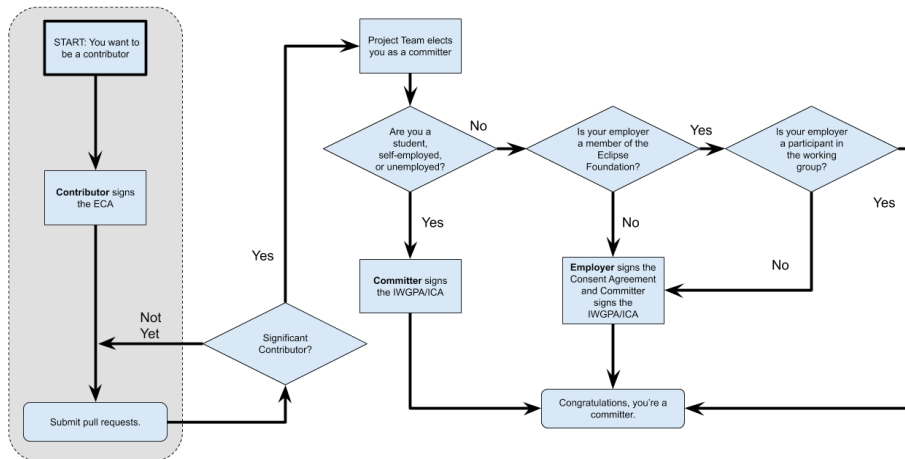 START: You want to
be a contributor
Contributor signs
the ECA
Submit pull requests.
Not
Yet
Significant
Contributor?
Yes
Project Team elects
you as a committer
Are you a
student,
self-employed,
or unemployed?
No
Yes
Committer signs
the IWGPA/ICA
Is your employer
a member of the
Eclipse
Foundation?
Yes
No
Employer signs the
Consent Agreement
and Committer
signs the
IWGPA/ICA
Is your employer
a participant in
the working
group?
Yes
No
Congratulations, you're a
committer.